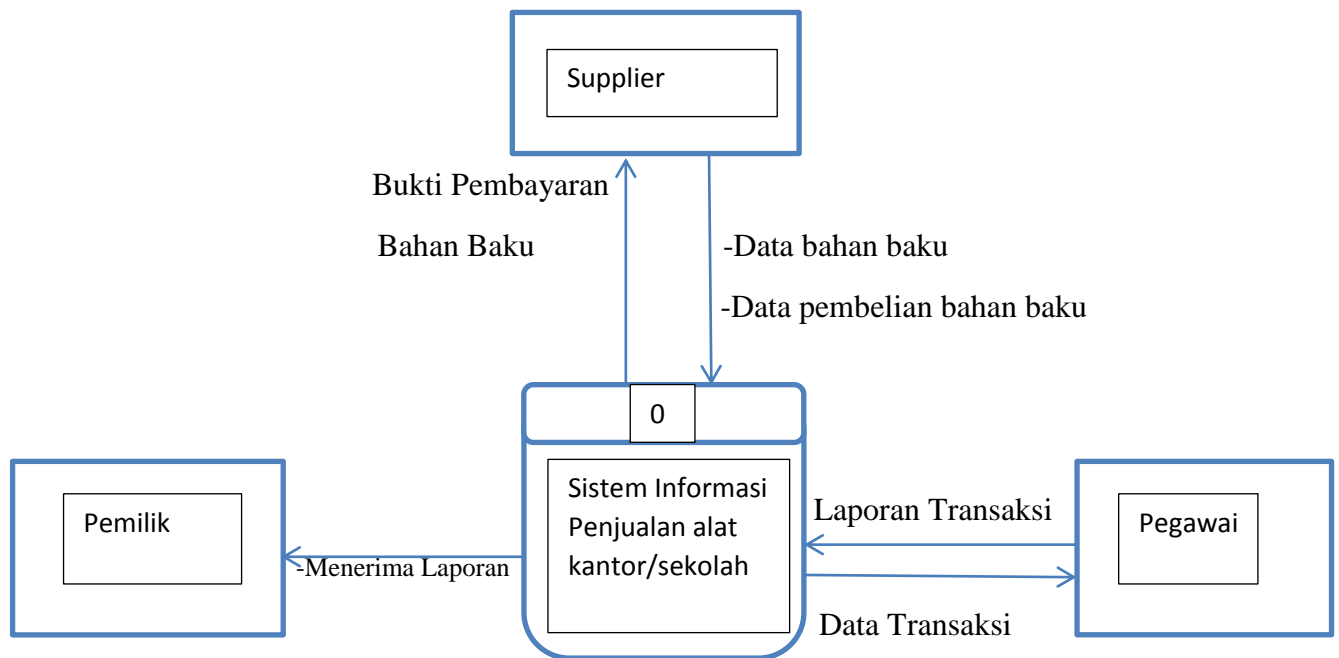 Supplier
Bukti Pembayaran
Bahan Baku
-Data bahan baku
-Data pembelian bahan baku
0
Sistem Informasi
Penjualan alat
kantor/sekolah
Pemilik
-Menerima Laporan
Laporan Transaksi
Pegawai
Data Transaksi